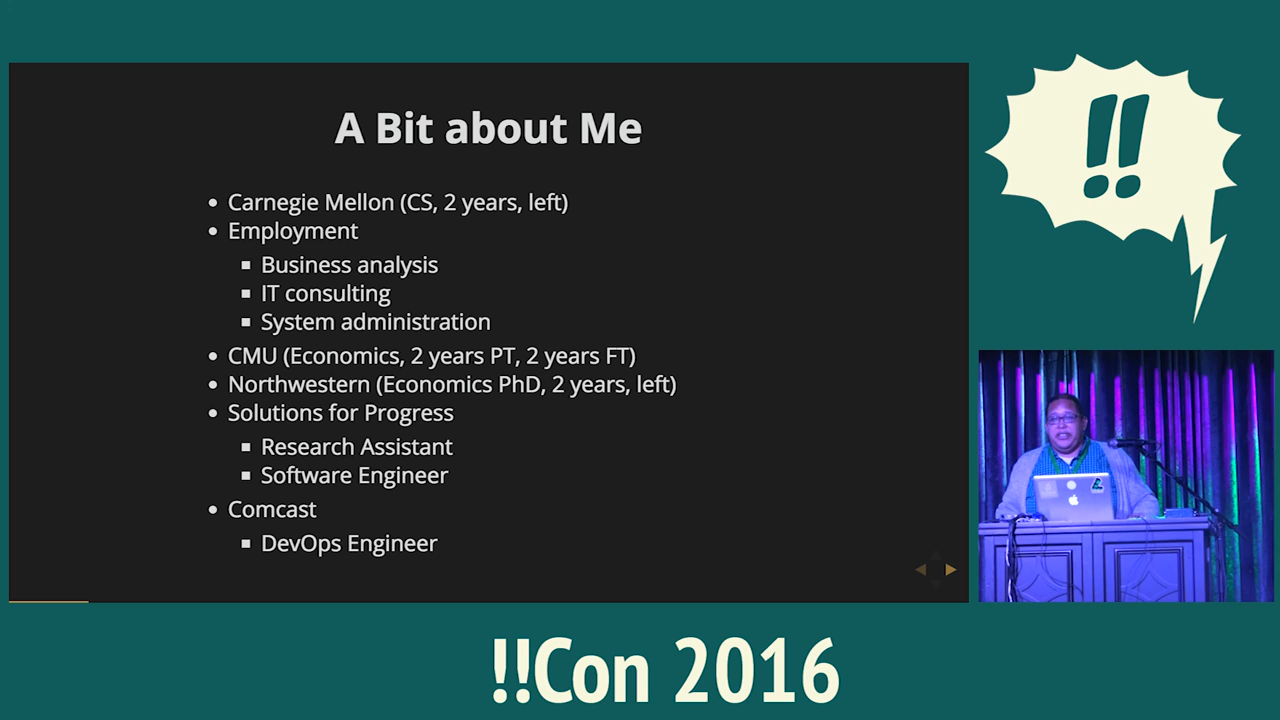 A Bit about Me
• Carnegie Mellon (CS, 2 years, left)
• Employment
▪ Business analysis
▪ IT consulting
▪ System administration
• CMU (Economics, 2 years PT, 2 years FT)
• Northwestern (Economics PhD, 2 years, left)
• Solutions for Progress
▪ Research Assistant
▪ Software Engineer
• Comcast
▪ DevOps Engineer
!!
!!Con 2016